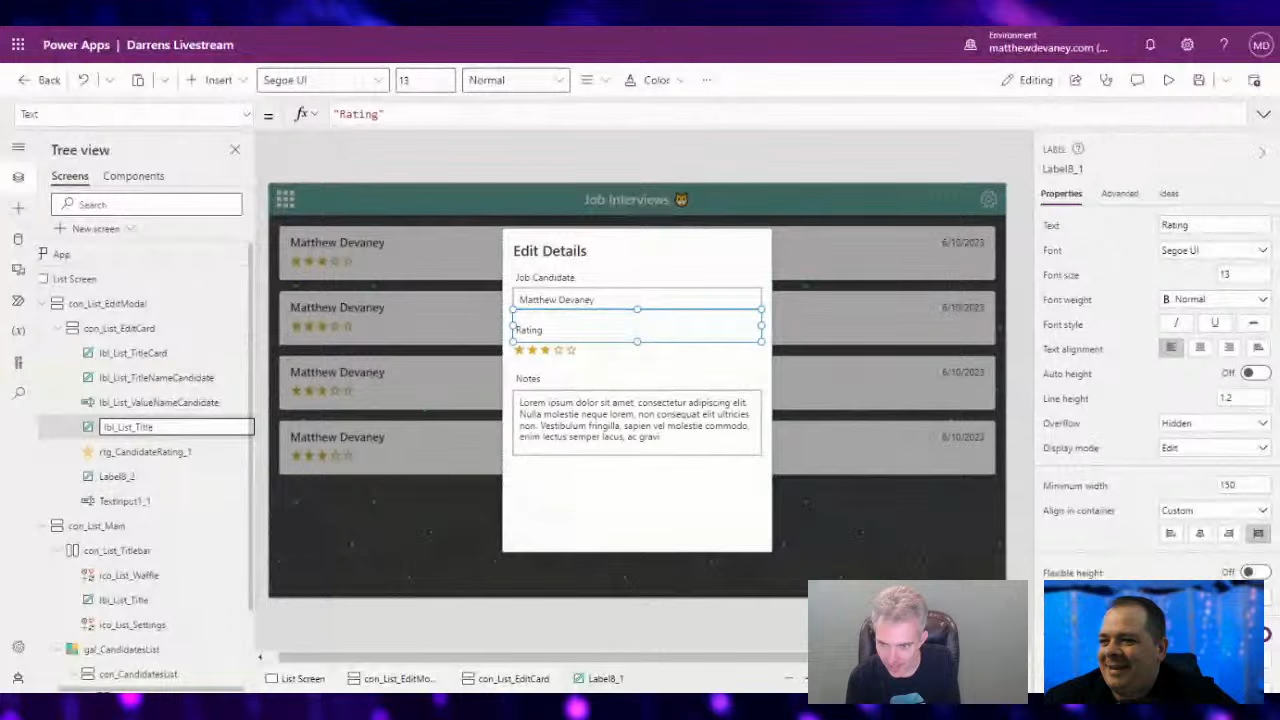 Power Apps | Darrens Livestream
Environment
matthewdevaney.com (...
MD
Back
Insert
Segoe UI
13
Normal
Color
Editing
Text
=
fx
"Rating"
Tree view
Screens
Components
Search
New screen
App
List Screen
con_List_EditModal
con_List_EditCard
lbl_List_TitleCard
lbl_List_TitleNameCandidate
lbl_List_ValueNameCandidate
lbl_List_Title
rtg_CandidateRating_1
Label8_2
TextInput1_1
con_List_Main
con_List_Titlebar
ico_List_Waffle
lbl_List_Title
ico_List_Settings
gal_CandidatesList
con_CandidatesList
Job Interviews
Matthew Devaney
6/10/2023
Matthew Devaney
6/10/2023
Matthew Devaney
6/10/2023
Matthew Devaney
6/10/2023
Edit Details
Job Candidate
Matthew Devaney
Rating
Notes
Lorem ipsum dolor sit amet, consectetur adipiscing elit.
Nulla molestie neque lorem, non consequat elit ultricies
non. Vestibulum fringilla, sapien vel molestie commodo,
enim lectus semper lacus, ac gravi
List Screen
con_List_EditMo...
con_List_EditCard
Label8_1
LABEL
Label8_1
Properties
Advanced
Ideas
Text
Rating
Font
Segoe UI
Font size
13
Font weight
B Normal
Font style
Text alignment
Auto height
Off
Line height
1.2
Overflow
Hidden
Display mode
Edit
Minimum width
150
Align in container
Custom
Flexible height
Off